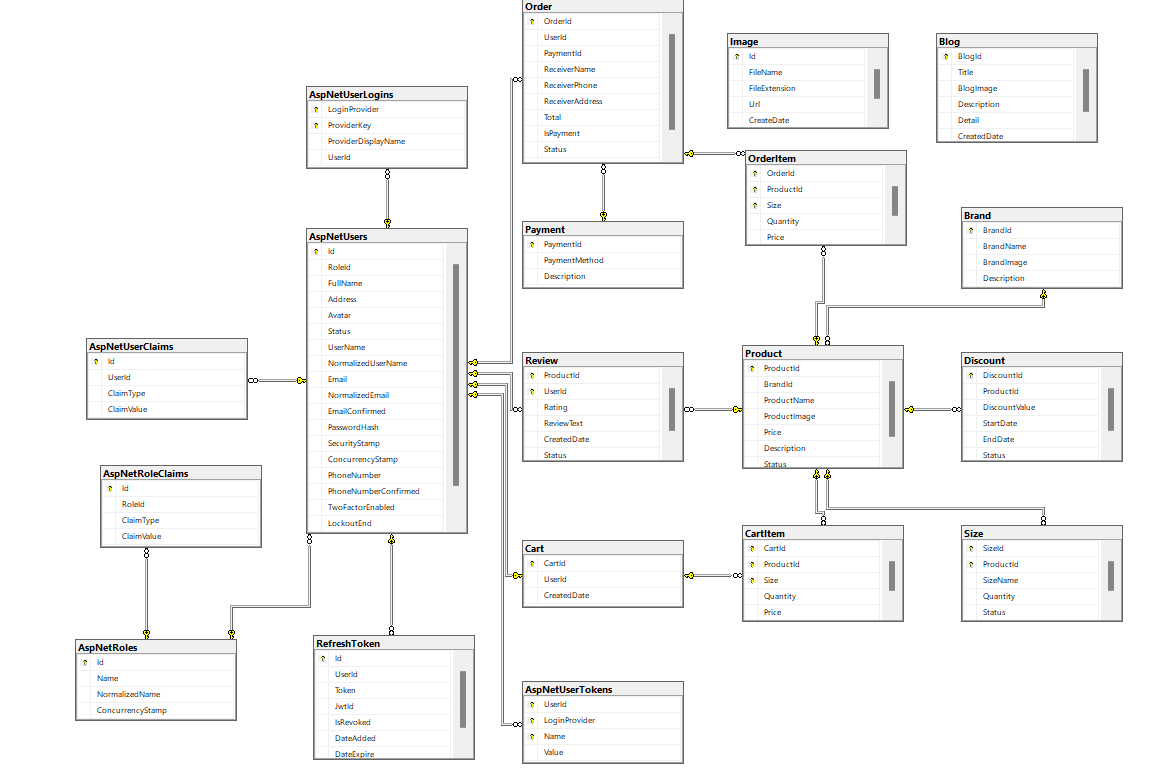 Order
OrderId
UserId
PaymentId
ReceiverName
ReceiverPhone
ReceiverAddress
Total
IsPayment
Status
Image
Id
FileName
FileExtension
Url
CreateDate
Blog
BlogId
Title
BlogImage
Description
Detail
CreatedDate
AspNetUserLogins
LoginProvider
ProviderKey
ProviderDisplayName
UserId
OrderItem
OrderId
ProductId
Size
Quantity
Price
Brand
BrandId
BrandName
BrandImage
Description
AspNetUsers
Id
RoleId
FullName
Address
Avatar
Status
UserName
NormalizedUserName
Email
NormalizedEmail
EmailConfirmed
PasswordHash
SecurityStamp
ConcurrencyStamp
PhoneNumber
PhoneNumberConfirmed
TwoFactorEnabled
LockoutEnd
Payment
PaymentId
PaymentMethod
Description
AspNetUserClaims
Id
UserId
ClaimType
ClaimValue
Review
ProductId
UserId
Rating
ReviewText
CreatedDate
Status
Product
ProductId
BrandId
ProductName
ProductImage
Price
Description
Status
Discount
DiscountId
ProductId
DiscountValue
StartDate
EndDate
Status
AspNetRoleClaims
Id
RoleId
ClaimType
ClaimValue
Cart
CartId
UserId
CreatedDate
CartItem
CartId
ProductId
Size
Quantity
Price
Size
SizeId
ProductId
SizeName
Quantity
Status
AspNetRoles
Id
Name
NormalizedName
ConcurrencyStamp
RefreshToken
Id
UserId
Token
JwtId
IsRevoked
DateAdded
DateExpire
AspNetUserTokens
UserId
LoginProvider
Name
Value